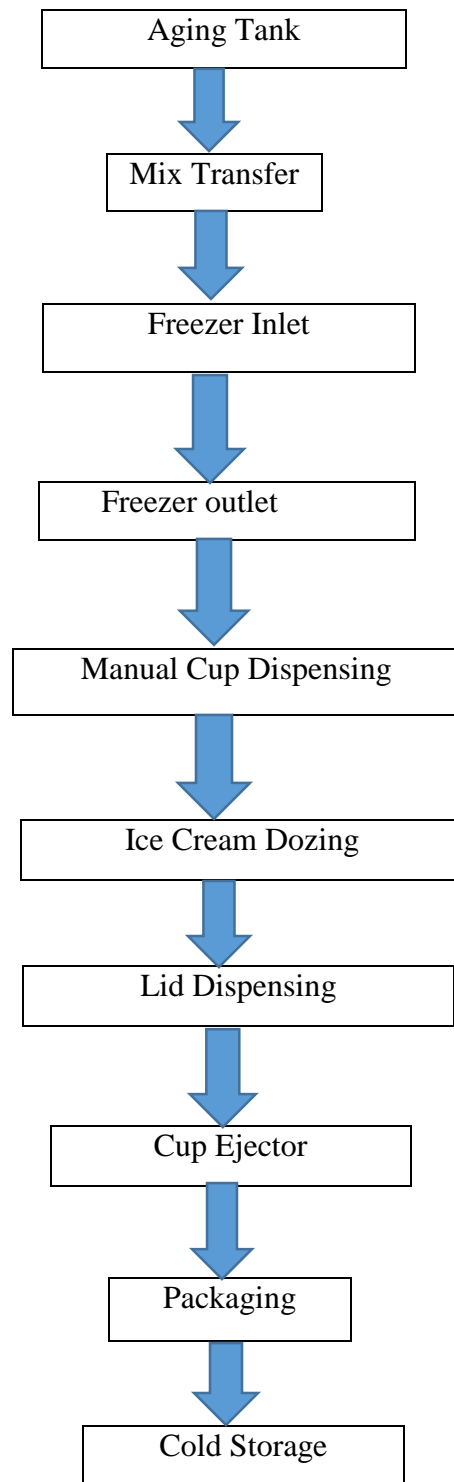 Aging Tank
Mix Transfer
Freezer Inlet
Freezer outlet
Manual Cup Dispensing
Ice Cream Dozing
Lid Dispensing
Cup Ejector
Packaging
Cold Storage